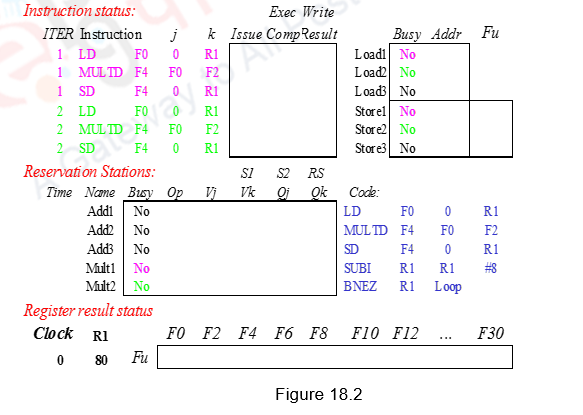 Instruction status: Exec Write
ITER Instruction j k Issue Comp Result Busy Addr Fu
1 LD F0 0 R1 Load1 No
1 MULTD F4 F0 F2 Load2 No
1 SD F4 0 R1 Load3 No
2 LD F0 0 R1 Store1 No
2 MULTD F4 F0 F2 Store2 No
2 SD F4 0 R1 Store3 No
Reservation Stations: S1 S2 RS
Time Name Busy Op Vj Vk Qj Qk Code:
Add1 No LD F0 0 R1
Add2 No MULTD F4 F0 F2
Add3 No SD F4 0 R1
Mult1 No SUBI R1 R1 #8
Mult2 No BNEZ R1 Loop
Register result status
Clock R1 F0 F2 F4 F6 F8 F10 F12 ... F30
0 80 Fu
Figure 18.2